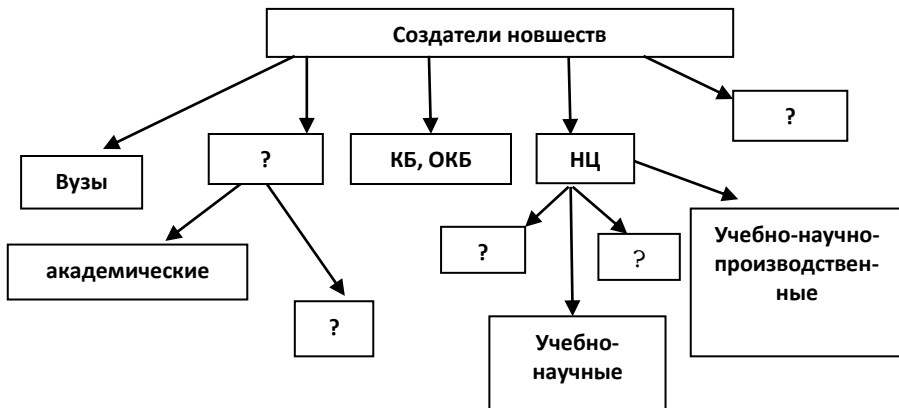 Создатели новшеств
?
?
КБ, ОКБ
НЦ
Вузы
?
?
Учебно-научно-
производствен-
ные
академические
?
Учебно-
научные